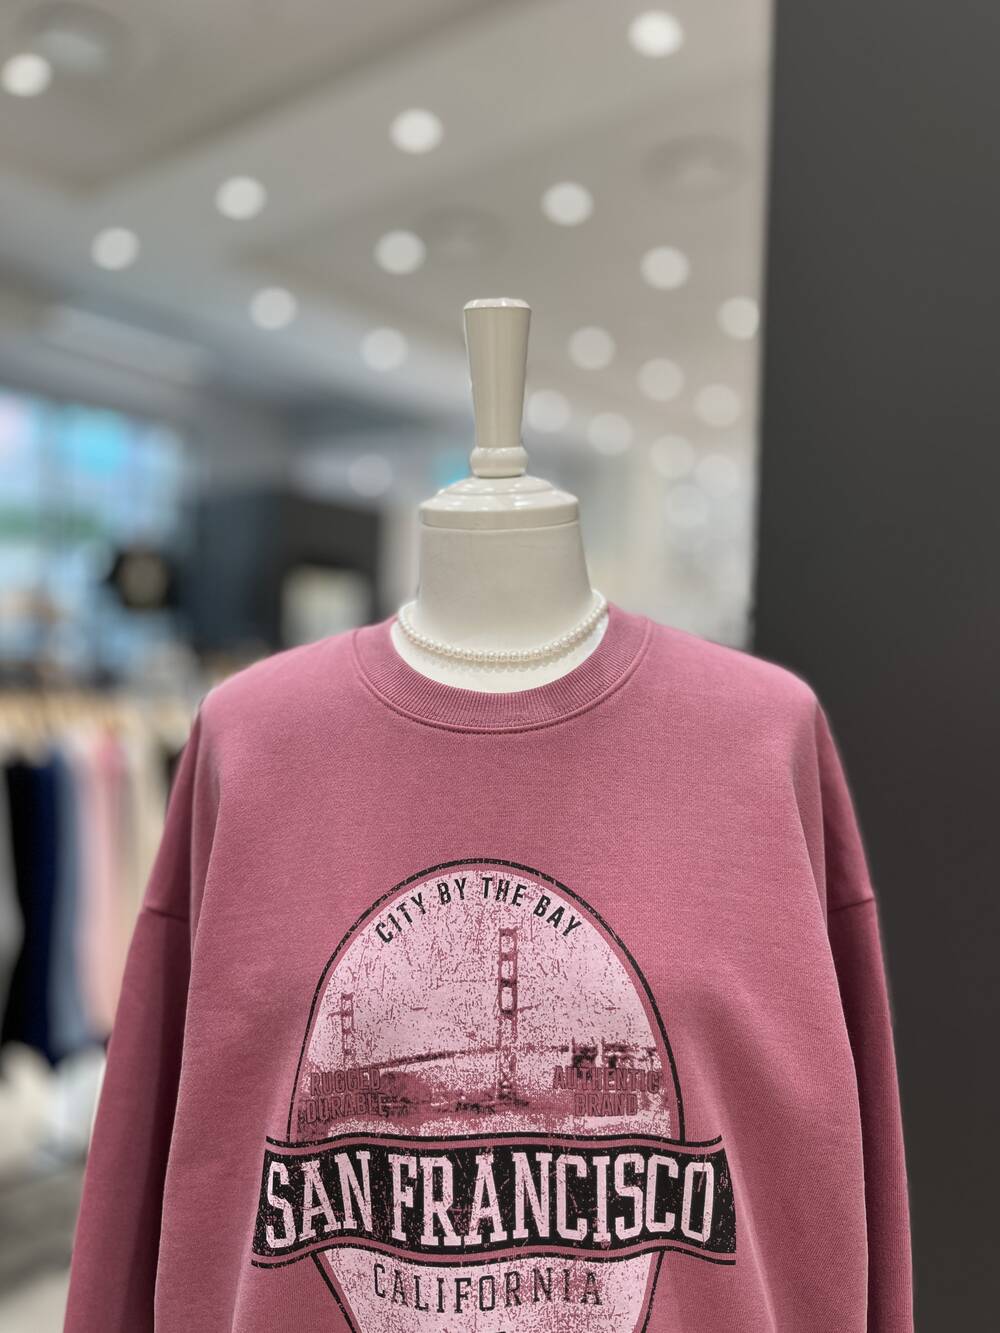 CITY BY THE BAY
RUGGED
DURABLE
AUTHENTIC
BRAND
SAN FRANCISCO
CALIFORNIA